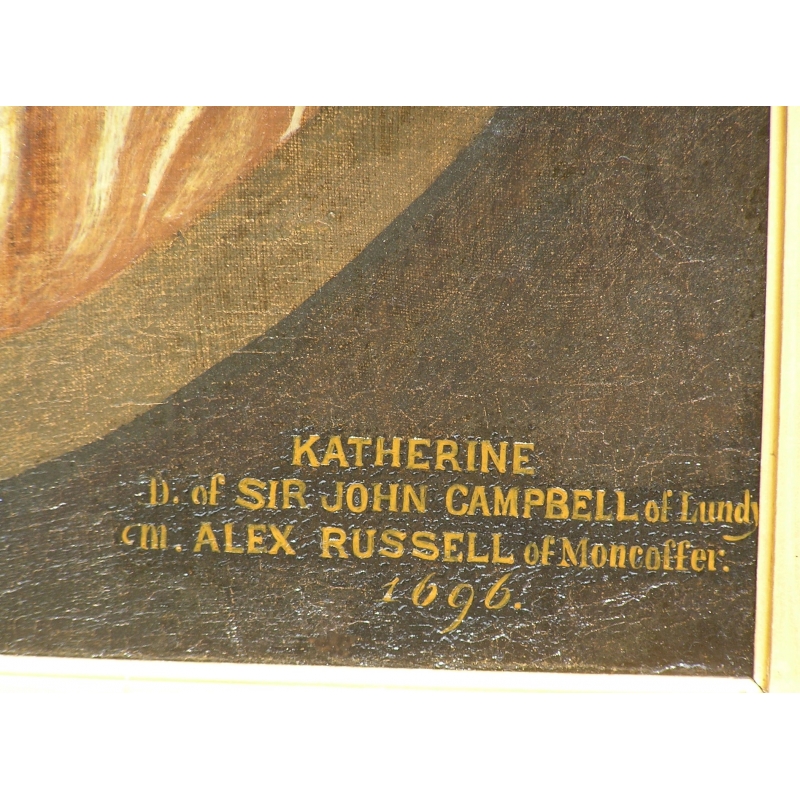 KATHERINE
D. of SIR JOHN CAMPBELL of Lundy
m. ALEX RUSSELL of Moncoffer.
1696.